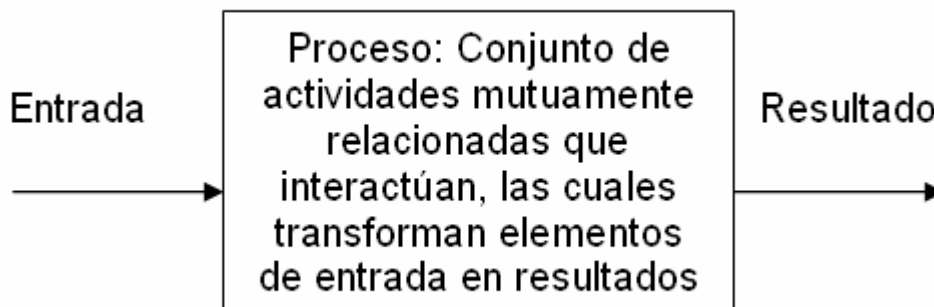 Entrada
Proceso: Conjunto de
actividades mutuamente
relacionadas que
interactúan, las cuales
transforman elementos
de entrada en resultados
Resultado